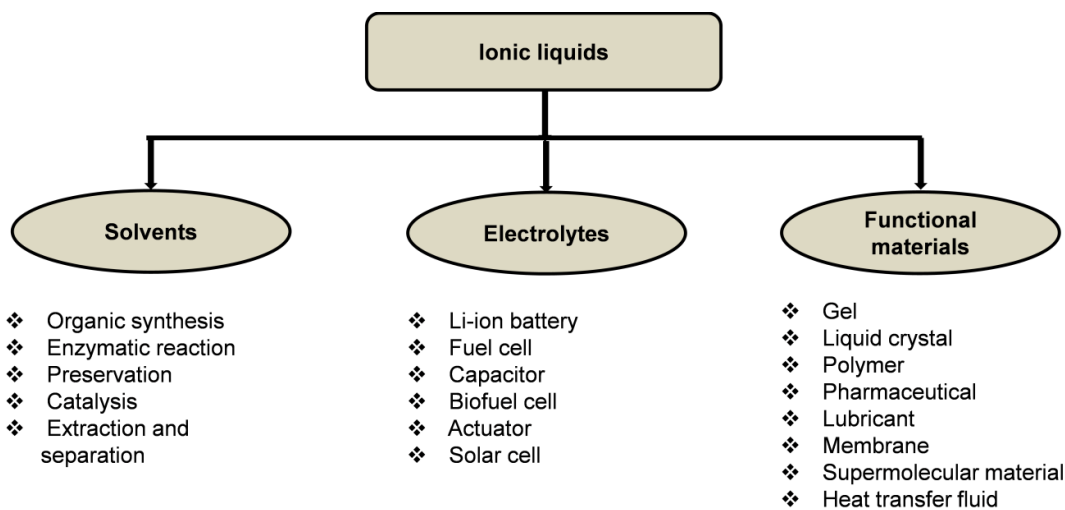 Ionic liquids
Solvents
❖ Organic synthesis
❖ Enzymatic reaction
❖ Preservation
❖ Catalysis
❖ Extraction and
separation
Electrolytes
❖ Li-ion battery
❖ Fuel cell
❖ Capacitor
❖ Biofuel cell
❖ Actuator
❖ Solar cell
Functional
materials
❖ Gel
❖ Liquid crystal
❖ Polymer
❖ Pharmaceutical
❖ Lubricant
❖ Membrane
❖ Supermolecular material
❖ Heat transfer fluid